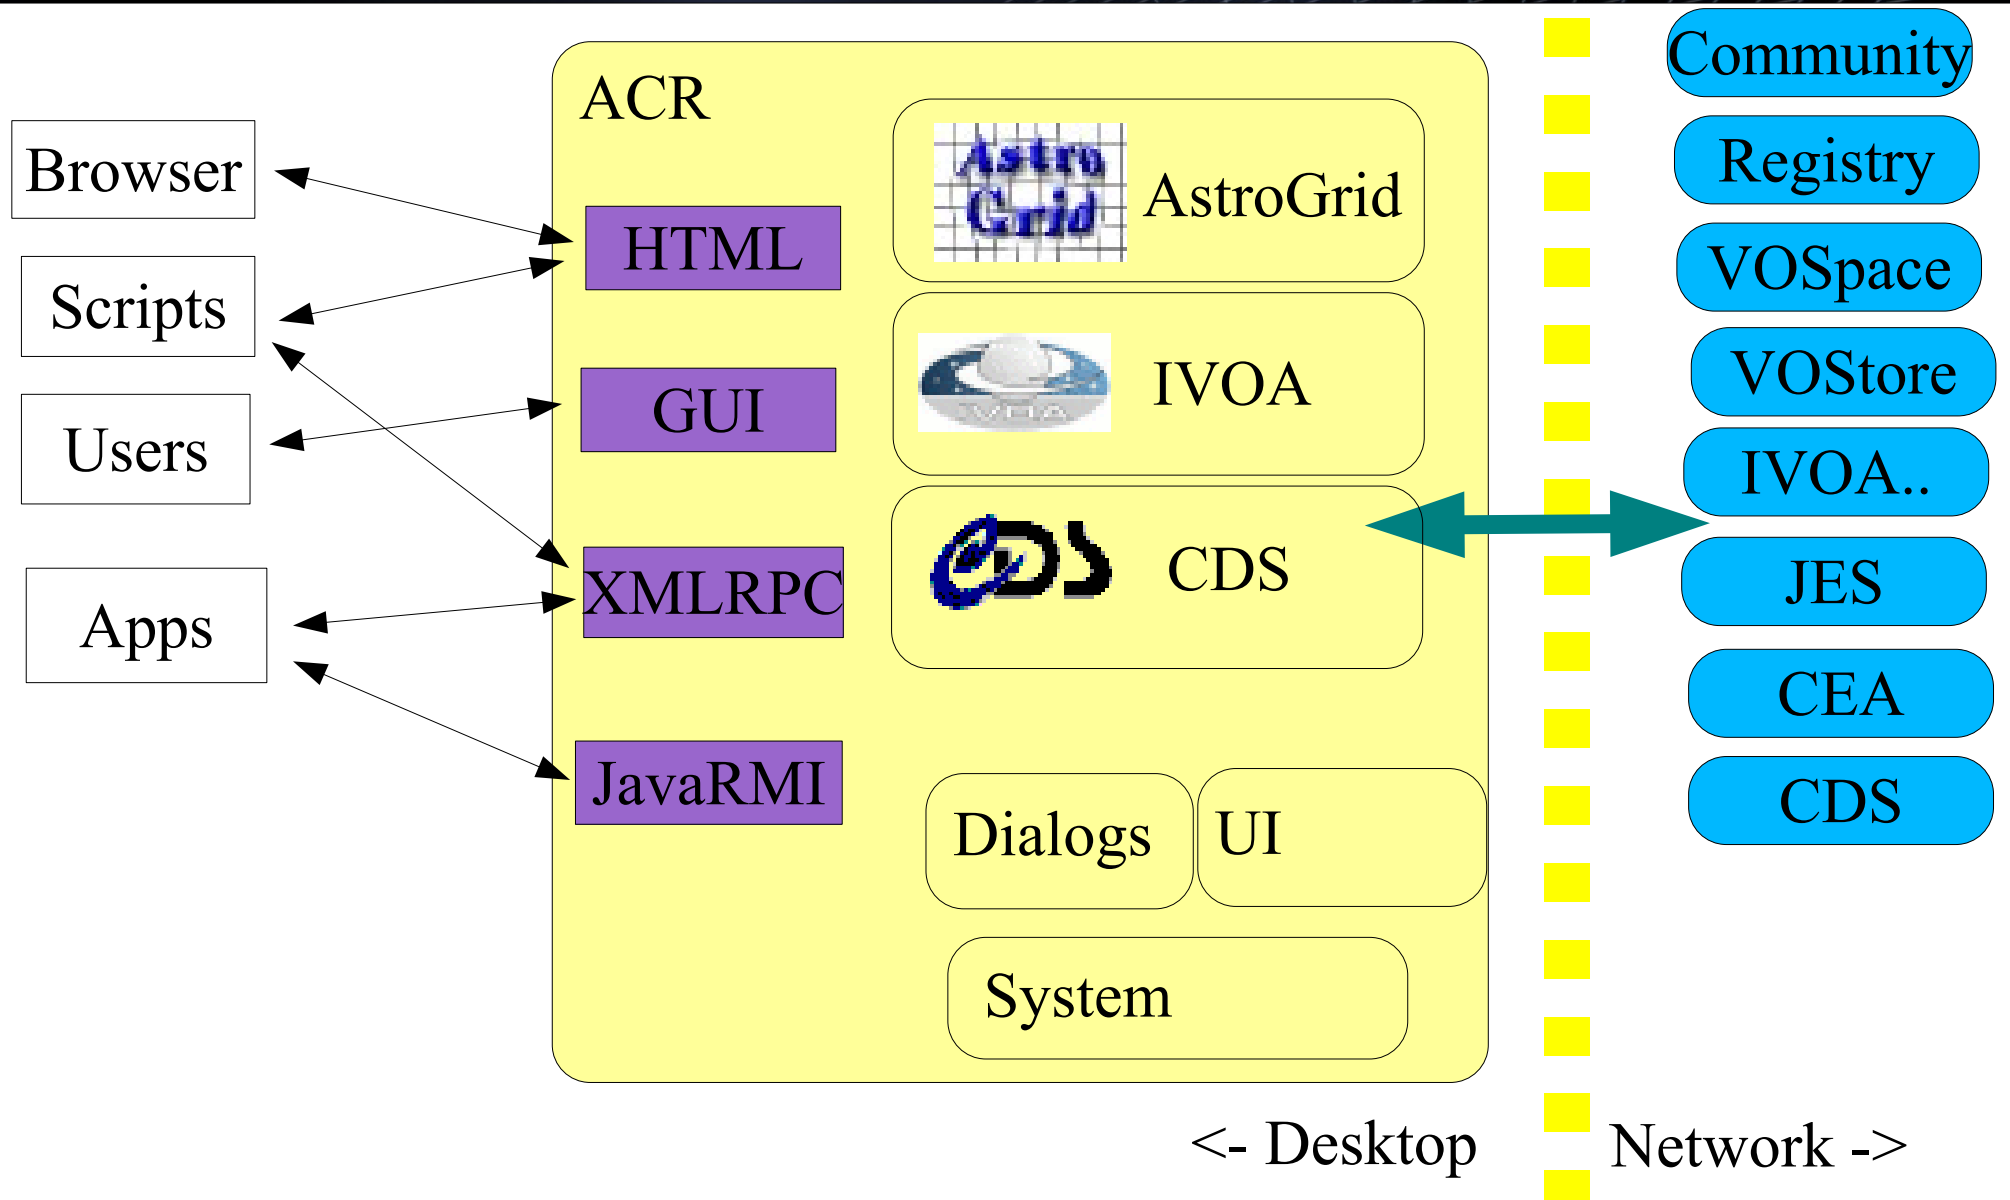 Browser
Scripts
Users
Apps
ACR
HTML
GUI
XMLRPC
JavaRMI
Astro
Grid
AstroGrid
IVOA
CDS
CDS
Dialogs
UI
System
<- Desktop
Network ->
Community
Registry
VOSpace
VOStore
IVOA..
JES
CEA
CDS